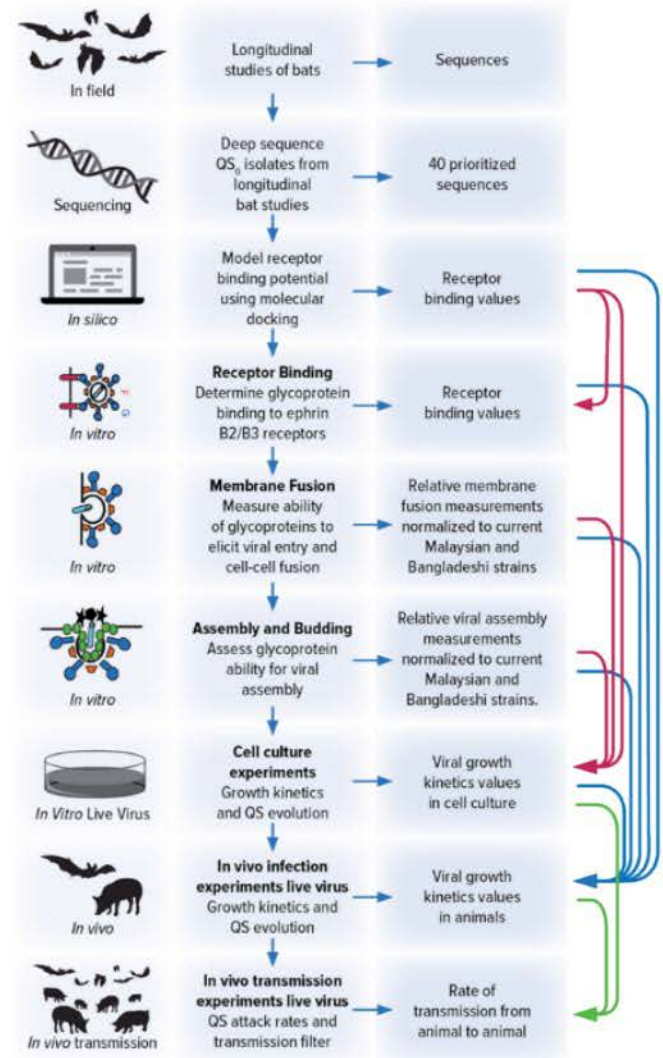 In field
Longitudinal
studies of bats
Sequences
Sequencing
Deep sequence
QS₀ isolates from
longitudinal
bat studies
40 prioritized
sequences
In silico
Model receptor
binding potential
using molecular
docking
Receptor
binding values
In vitro
Receptor Binding
Determine glycoprotein
binding to ephrin
B2/B3 receptors
Receptor
binding values
In vitro
Membrane Fusion
Measure ability
of glycoproteins to
elicit viral entry and
cell-cell fusion
Relative membrane
fusion measurements
normalized to current
Malaysian and
Bangladeshi strains
In vitro
Assembly and Budding
Assess glycoprotein
ability for viral
assembly
Relative viral assembly
measurements
normalized to current
Malaysian and
Bangladeshi strains.
In Vitro Live Virus
Cell culture
experiments
Growth kinetics
and QS evolution
Viral growth
kinetics values
in cell culture
In vivo
In vivo infection
experiments live virus
Growth kinetics and
QS evolution
Viral growth
kinetics values
in animals
In vivo transmission
In vivo transmission
experiments live virus
QS attack rates and
transmission filter
Rate of
transmission from
animal to animal